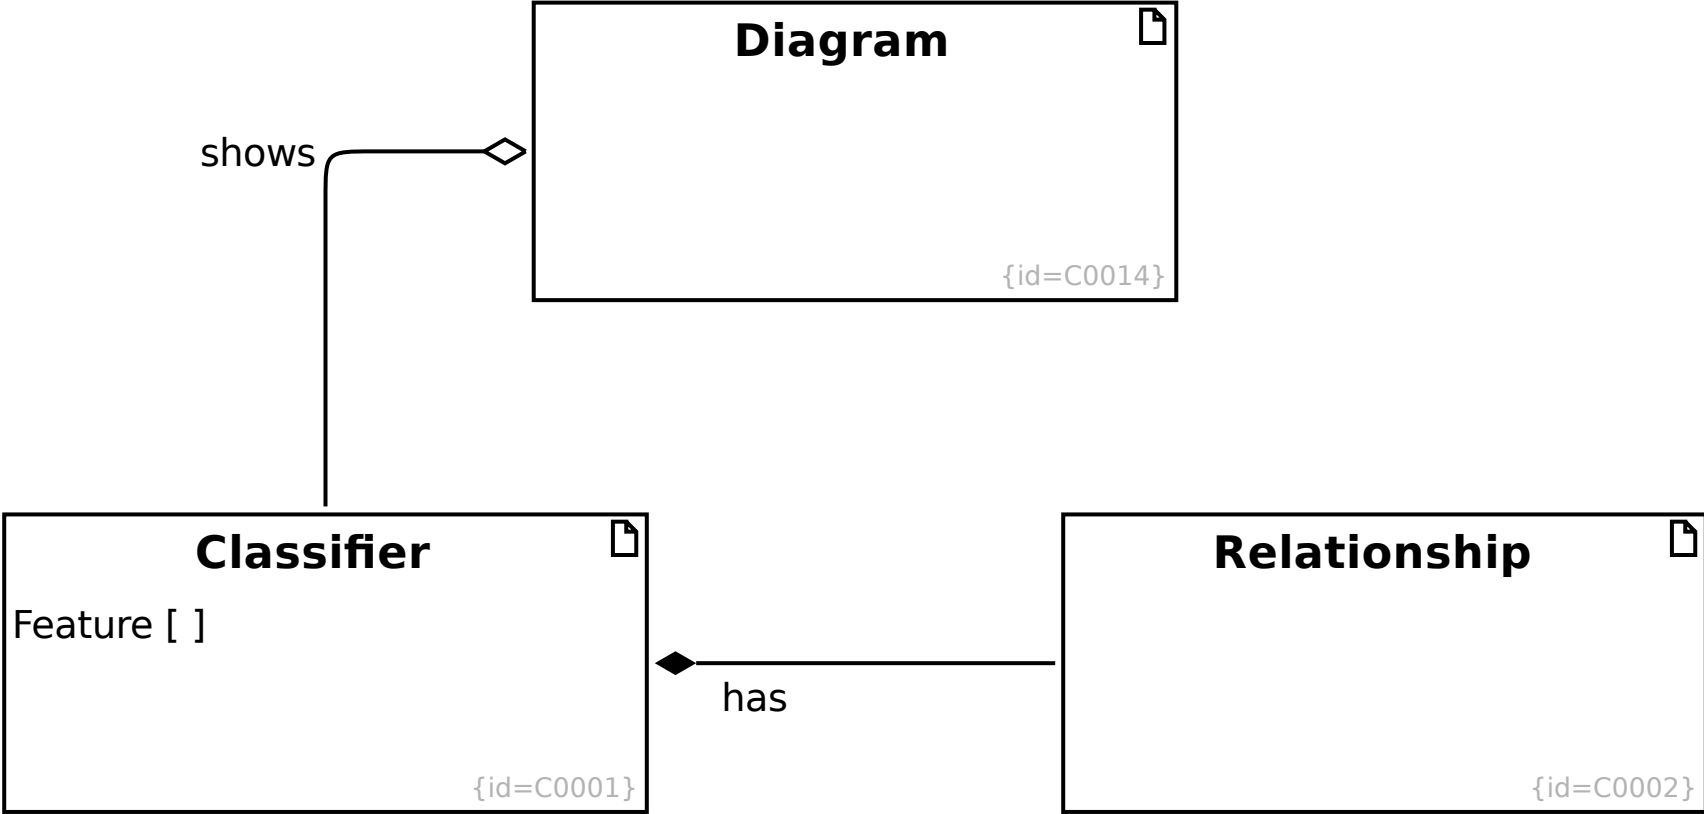 Diagram
shows
{id=C0014}
Classifier
Feature [ ]
{id=C0001}
has
Relationship
{id=C0002}